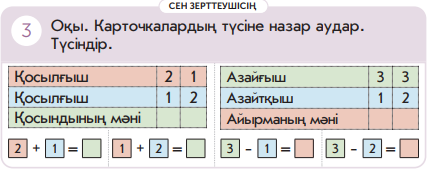 СЕН ЗЕРТТЕУШІСІҢ
3 Оқы. Карточкалардың түсіне назар аудар.
Түсіндір.
Қосылғыш 2 1
Қосылғыш 1 2
Қосындының мәні
Азайғыш 3 3
Азайтқыш 1 2
Айырманың мәні
2 + 1 = 1 + 2 = 3 - 1 = 3 - 2 =